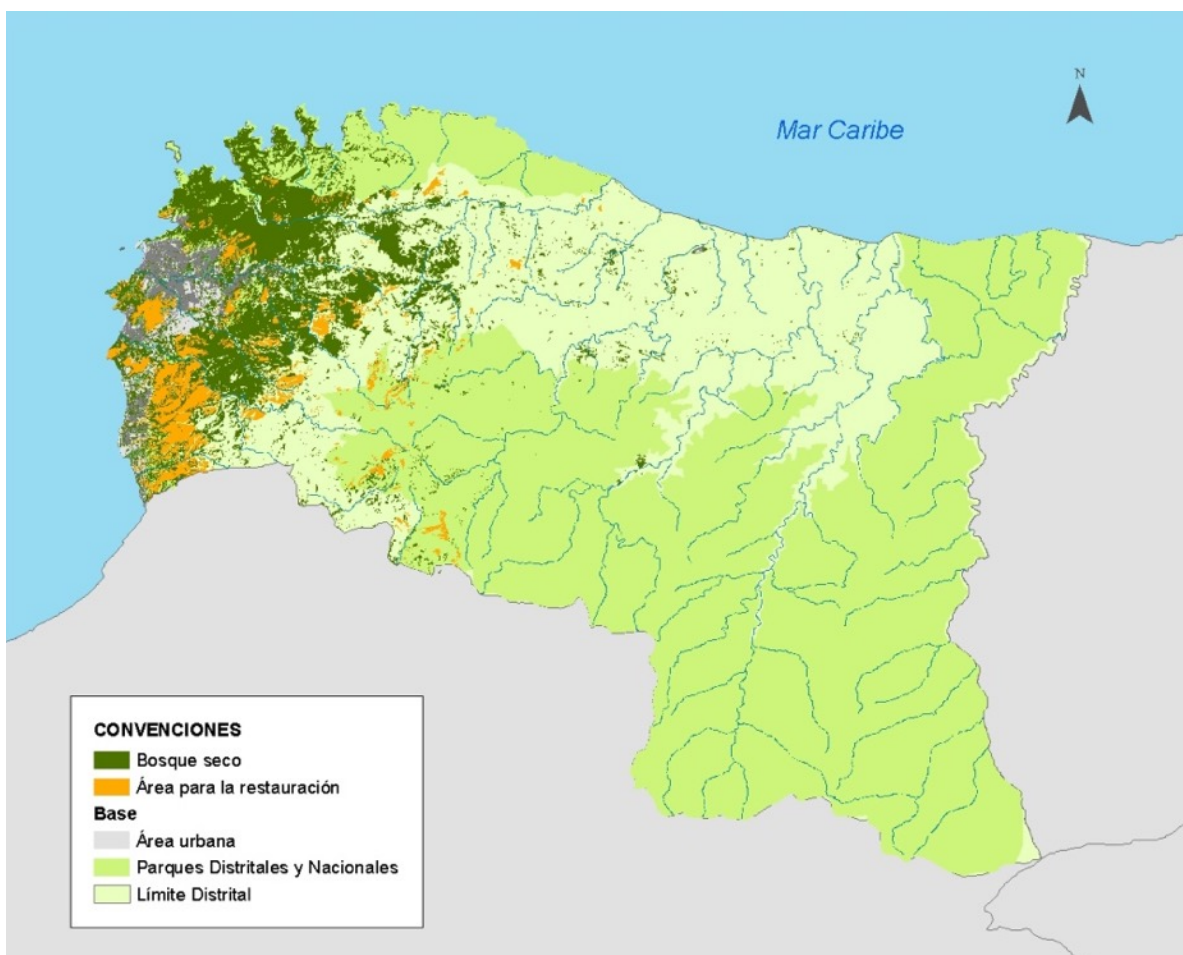 N
Mar Caribe
CONVENCIONES
Bosque seco
Área para la restauración
Base
Área urbana
Parques Distritales y Nacionales
Límite Distrital